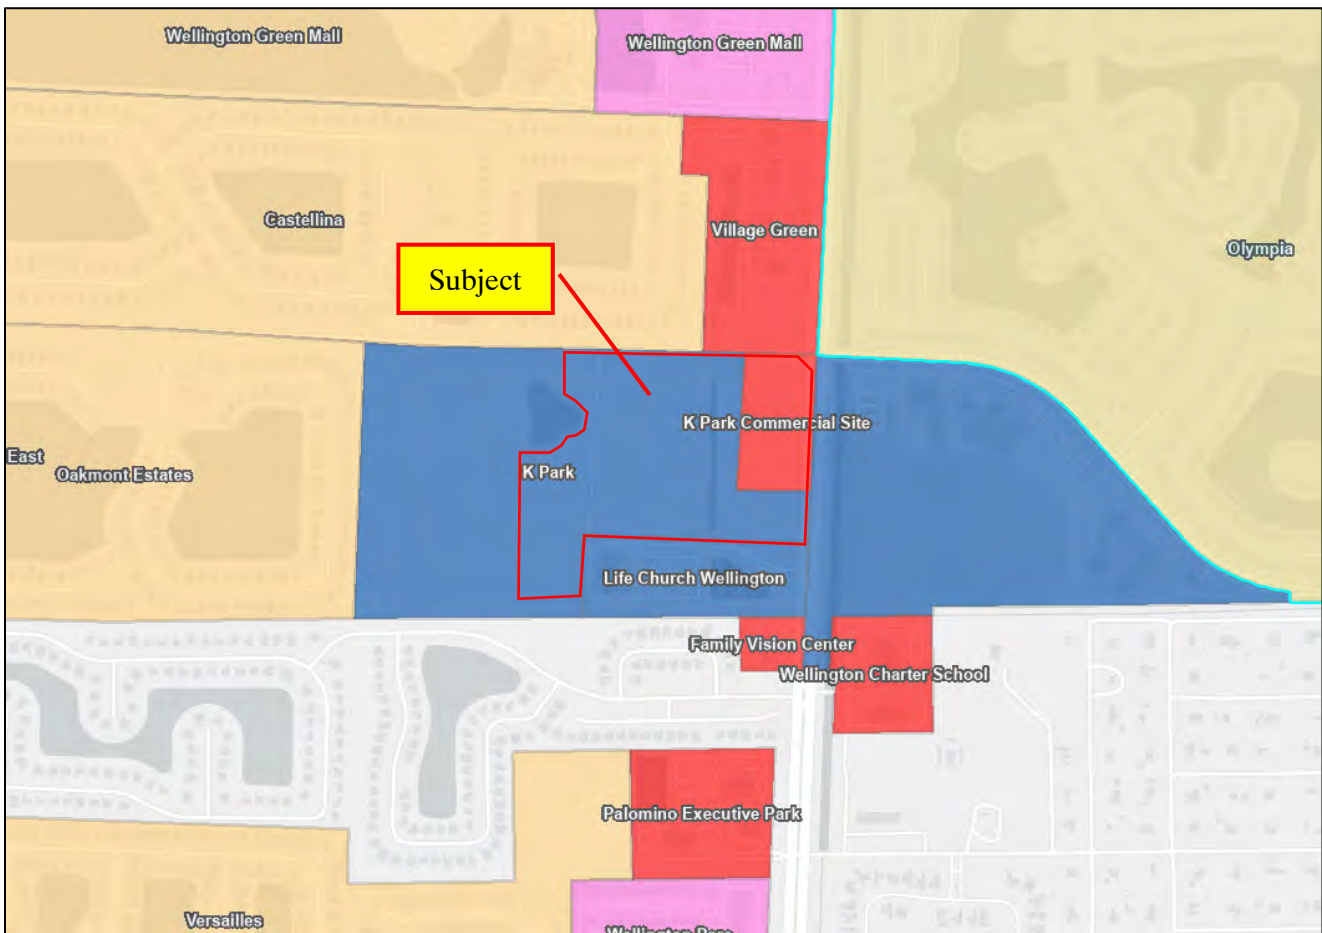 Wellington Green Mall
Wellington Green Mall
Castellina
Village Green
Olympia
Subject
K Park Commercial Site
East
Oakmont Estates
K Park
Life Church Wellington
Family Vision Center
Wellington Charter School
Palomino Executive Park
Versailles
Wellington